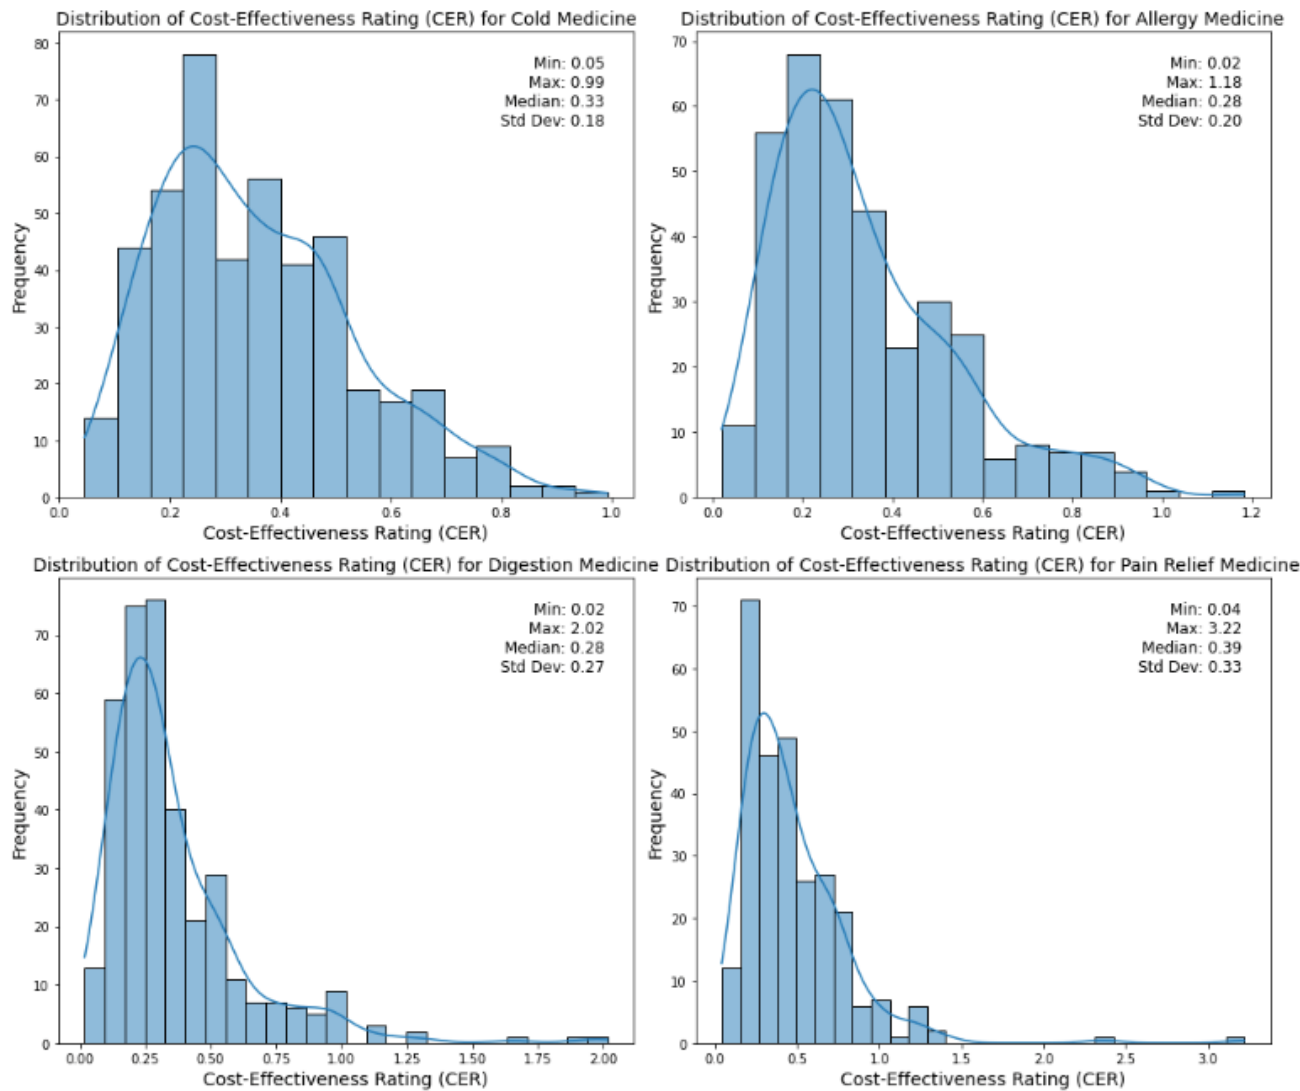 Distribution of Cost-Effectiveness Rating (CER) for Cold Medicine
Min: 0.05
Max: 0.99
Median: 0.33
Std Dev: 0.18
80
70
60
50
40
30
20
10
0
Frequency
0.0 0.2 0.4 0.6 0.8 1.0
Cost-Effectiveness Rating (CER)
Distribution of Cost-Effectiveness Rating (CER) for Allergy Medicine
Min: 0.02
Max: 1.18
Median: 0.28
Std Dev: 0.20
70
60
50
40
30
20
10
0
Frequency
0.0 0.2 0.4 0.6 0.8 1.0 1.2
Cost-Effectiveness Rating (CER)
Distribution of Cost-Effectiveness Rating (CER) for Digestion Medicine
Min: 0.02
Max: 2.02
Median: 0.28
Std Dev: 0.27
70
60
50
40
30
20
10
0
Frequency
0.00 0.25 0.50 0.75 1.00 1.25 1.50 1.75 2.00
Cost-Effectiveness Rating (CER)
Distribution of Cost-Effectiveness Rating (CER) for Pain Relief Medicine
Min: 0.04
Max: 3.22
Median: 0.39
Std Dev: 0.33
70
60
50
40
30
20
10
0
Frequency
0.0 0.5 1.0 1.5 2.0 2.5 3.0
Cost-Effectiveness Rating (CER)